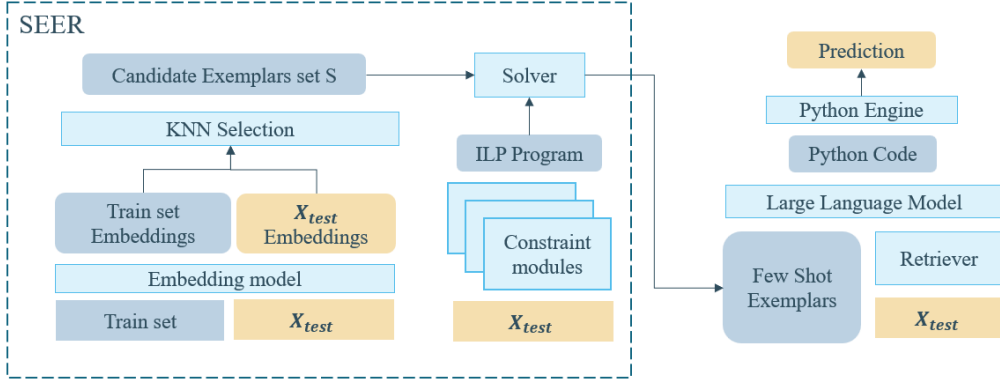 SEER
Candidate Exemplars set S
KNN Selection
Train set
Embeddings
X_test
Embeddings
Embedding model
Train set
X_test
Solver
ILP Program
Constraint
modules
X_test
Prediction
Python Engine
Python Code
Large Language Model
Few Shot
Exemplars
Retriever
X_test